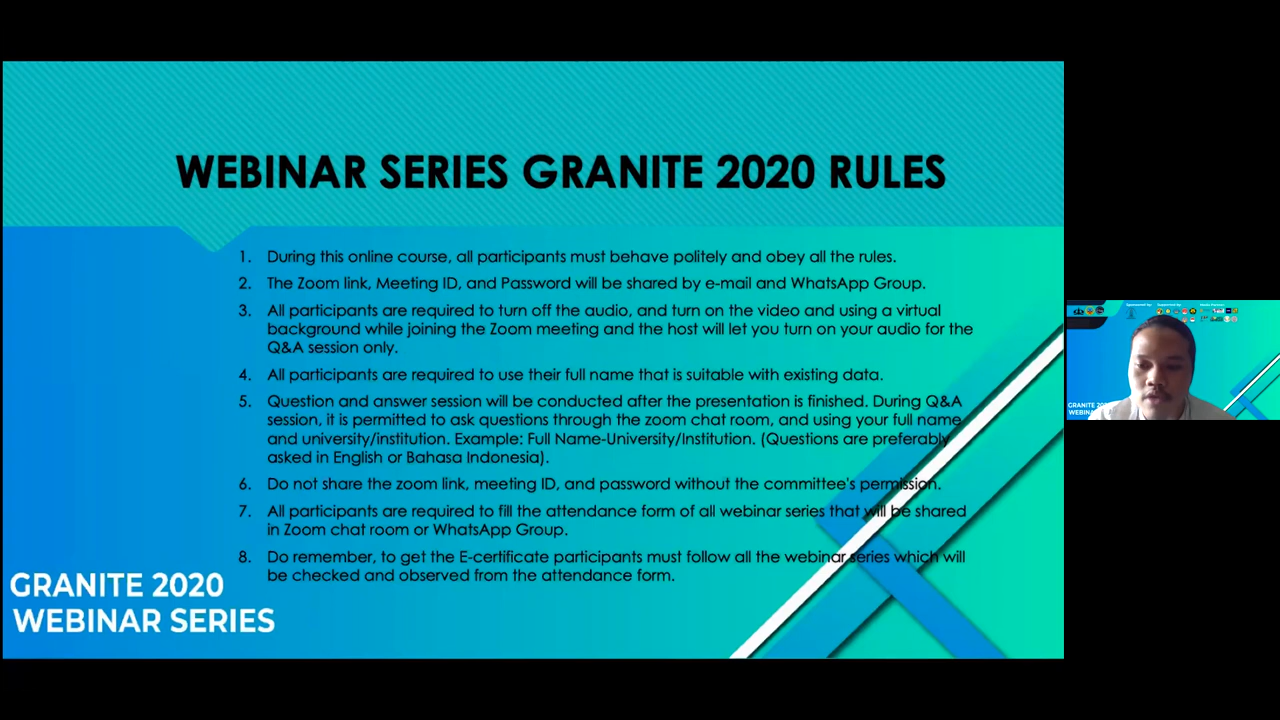 WEBINAR SERIES GRANITE 2020 RULES
1. During this online course, all participants must behave politely and obey all the rules.
2. The Zoom link, Meeting ID, and Password will be shared by e-mail and WhatsApp Group.
3. All participants are required to turn off the audio, and turn on the video and using a virtual
background while joining the Zoom meeting and the host will let you turn on your audio for the
Q&A session only.
4. All participants are required to use their full name that is suitable with existing data.
5. Question and answer session will be conducted after the presentation is finished. During Q&A
session, it is permitted to ask questions through the zoom chat room, and using your full name
and university/institution. Example: Full Name-University/Institution. (Questions are preferably
asked in English or Bahasa Indonesia).
6. Do not share the zoom link, meeting ID, and password without the committee's permission.
7. All participants are required to fill the attendance form of all webinar series that will be shared
in Zoom chat room or WhatsApp Group.
8. Do remember, to get the E-certificate participants must follow all the webinar series which will
be checked and observed from the attendance form.
GRANITE 2020
WEBINAR SERIES
GRANITE